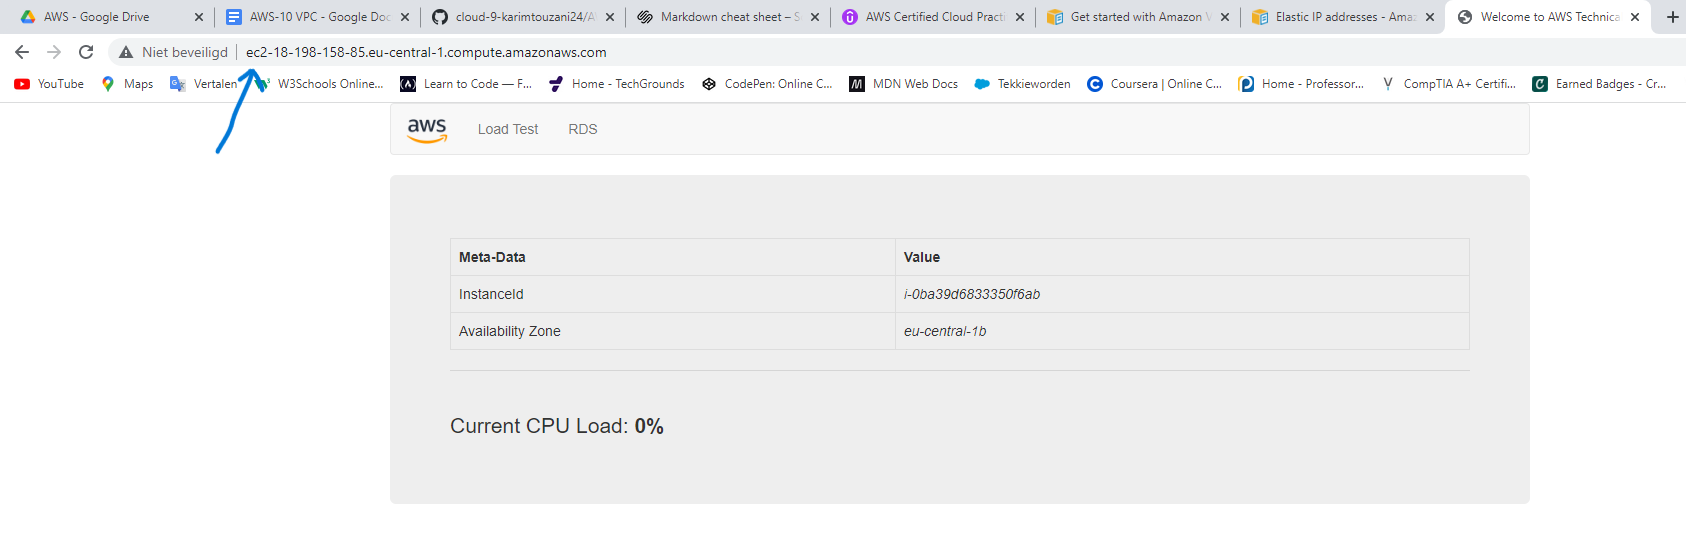 AWS - Google Drive
AWS-10 VPC - Google Doc
cloud-9-karimtouzani24/A
Markdown cheat sheet – S
AWS Certified Cloud Practi
Get started with Amazon V
Elastic IP addresses - Amaz
Welcome to AWS Technica
Niet beveiligd
ec2-18-198-158-85.eu-central-1.compute.amazonaws.com
YouTube
Maps
Vertalen
W3Schools Online...
Learn to Code — F...
Home - TechGrounds
CodePen: Online C...
MDN Web Docs
Tekkieworden
Coursera | Online C...
Home - Professor...
CompTIA A+ Certifi...
Earned Badges - Cr...
aws
Load Test
RDS
Meta-Data Value
InstanceId i-0ba39d6833350f6ab
Availability Zone eu-central-1b
Current CPU Load: 0%